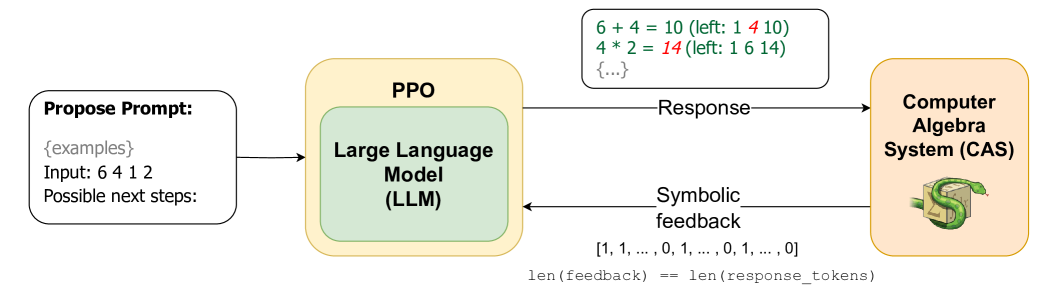 Propose Prompt:
{examples}
Input: 6 4 1 2
Possible next steps:
PPO
Large Language
Model
(LLM)
6 + 4 = 10 (left: 1 4 10)
4 * 2 = 14 (left: 1 6 14)
{...}
Response
Symbolic
feedback
[1, 1, ... , 0, 1, ... , 0, 1, ... , 0]
len(feedback) == len(response_tokens)
Computer
Algebra
System (CAS)